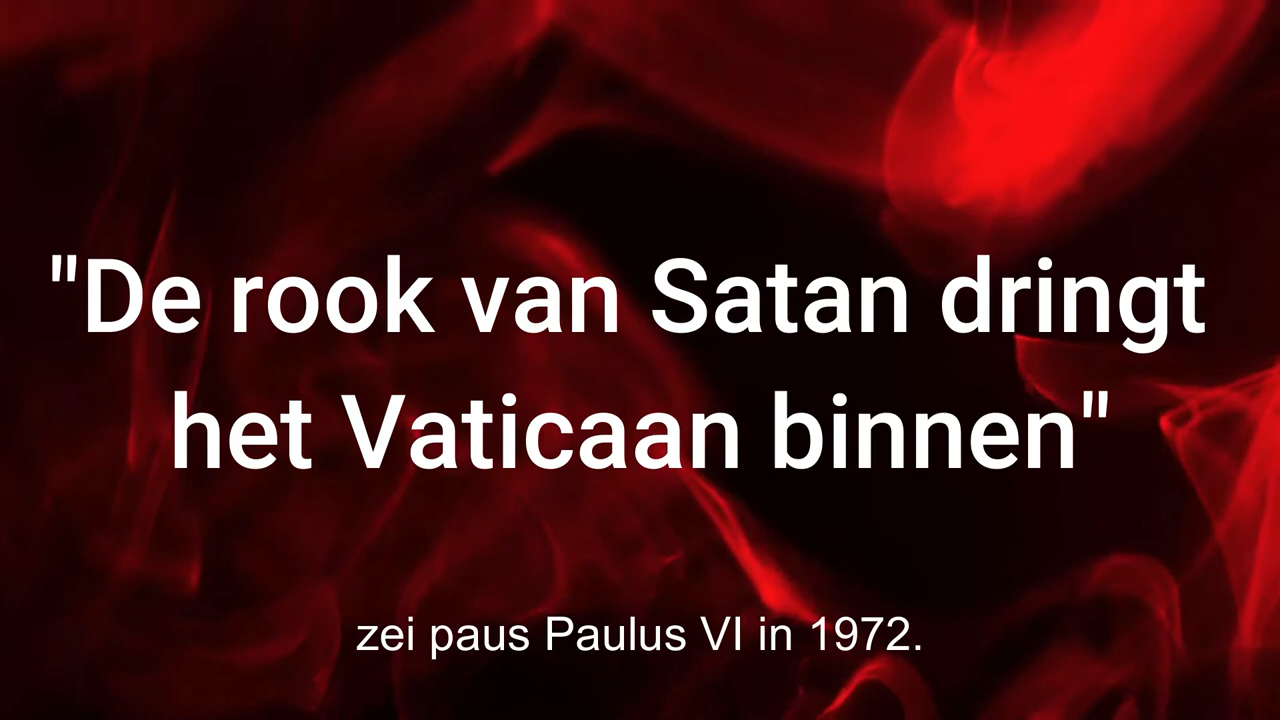 "De rook van Satan dringt
het Vaticaan binnen"
zei paus Paulus VI in 1972.